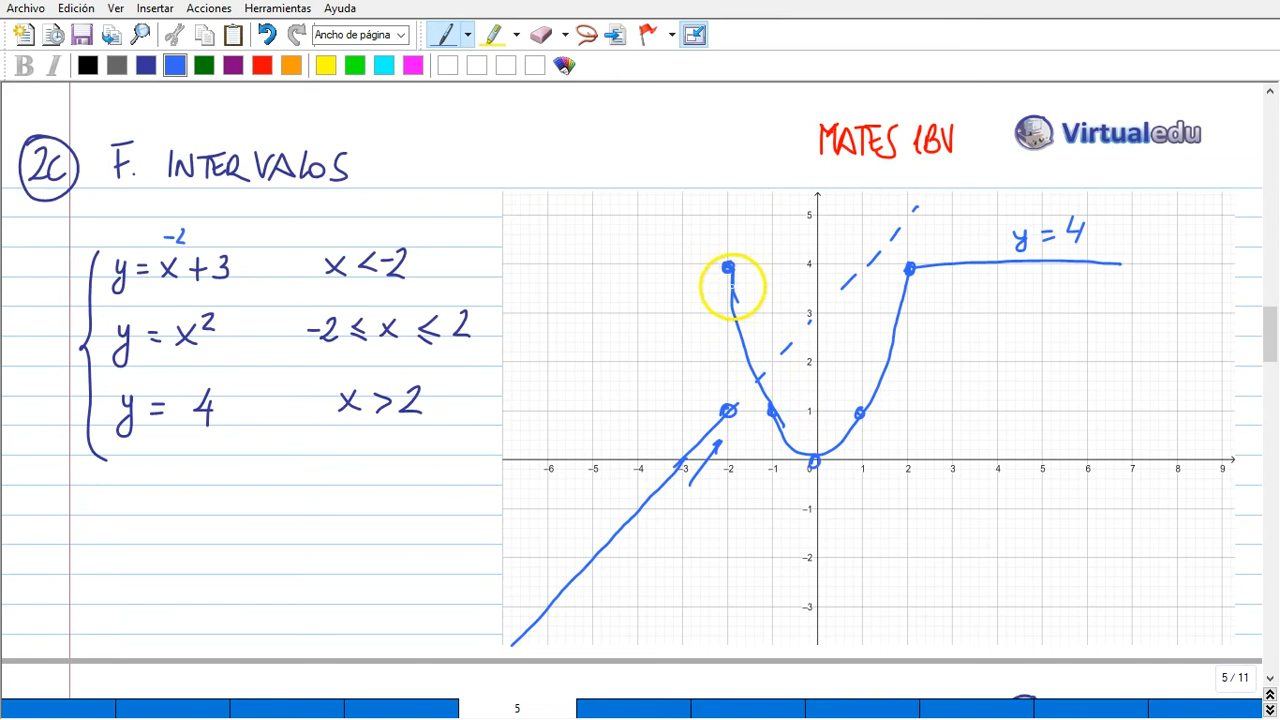 Archivo Edición Ver Insertar Acciones Herramientas Ayuda
Ancho de página
2c F. INTERVALOS
MATES 1BV
Virtualedu
-2
y = x + 3 x < -2
y = x² -2 ≤ x ≤ 2
y = 4 x > 2
y = 4
5
4
3
2
1
-6 -5 -4 -3 -2 -1 0 1 2 3 4 5 6 7 8 9
-1
-2
-3
5 / 11
5